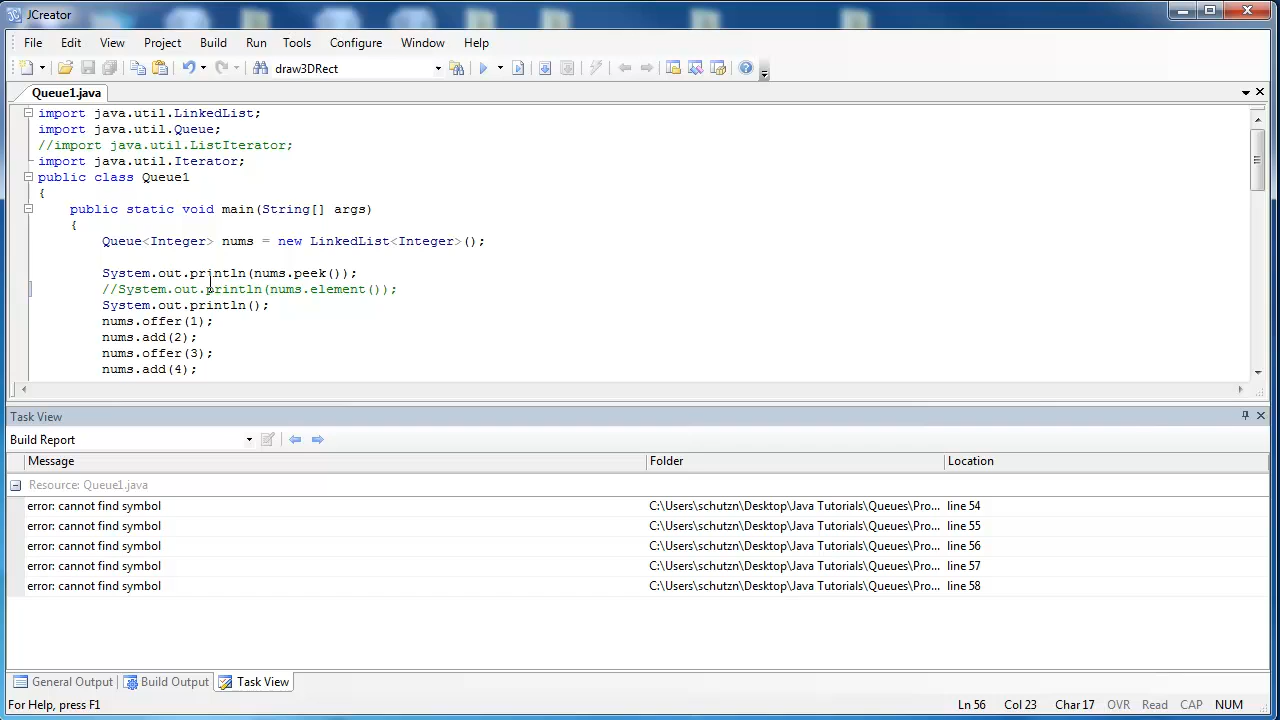 JCreator
File Edit View Project Build Run Tools Configure Window Help
draw3DRect
Queue1.java
import java.util.LinkedList;
import java.util.Queue;
//import java.util.ListIterator;
import java.util.Iterator;
public class Queue1
{
public static void main(String[] args)
{
Queue<Integer> nums = new LinkedList<Integer>();
System.out.println(nums.peek());
//System.out.println(nums.element());
System.out.println();
nums.offer(1);
nums.add(2);
nums.offer(3);
nums.add(4);
Task View
Build Report
Message Folder Location
Resource: Queue1.java
error: cannot find symbol C:\Users\schutzn\Desktop\Java Tutorials\Queues\Pro... line 54
error: cannot find symbol C:\Users\schutzn\Desktop\Java Tutorials\Queues\Pro... line 55
error: cannot find symbol C:\Users\schutzn\Desktop\Java Tutorials\Queues\Pro... line 56
error: cannot find symbol C:\Users\schutzn\Desktop\Java Tutorials\Queues\Pro... line 57
error: cannot find symbol C:\Users\schutzn\Desktop\Java Tutorials\Queues\Pro... line 58
General Output Build Output Task View
For Help, press F1 Ln 56 Col 23 Char 17 OVR Read CAP NUM